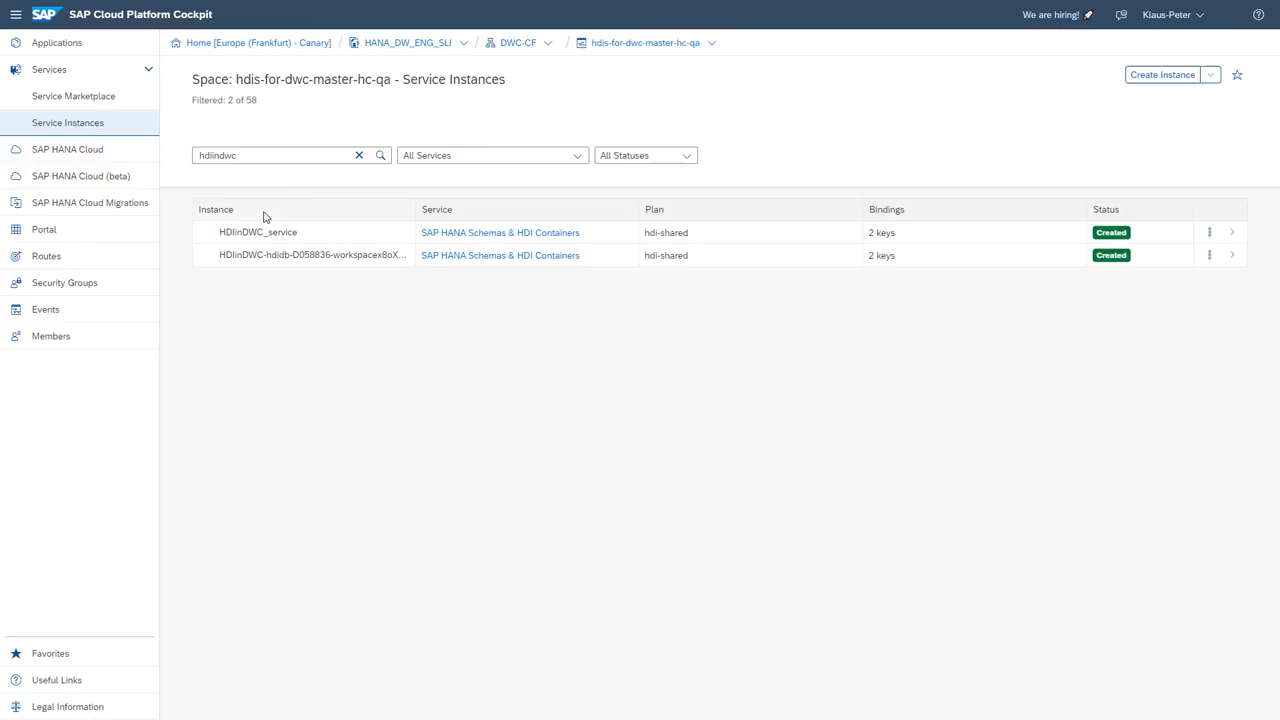 SAP SAP Cloud Platform Cockpit
We are hiring! 🚀
Klaus-Peter
Applications
Services
Service Marketplace
Service Instances
SAP HANA Cloud
SAP HANA Cloud (beta)
SAP HANA Cloud Migrations
Portal
Routes
Security Groups
Events
Members
Favorites
Useful Links
Legal Information
Home [Europe (Frankfurt) - Canary] / HANA_DW_ENG_SLI / DWC-CF / hdis-for-dwc-master-hc-qa
Space: hdis-for-dwc-master-hc-qa - Service Instances
Create Instance
Filtered: 2 of 58
hdiindwc
All Services
All Statuses
Instance Service Plan Bindings Status
HDIinDWC_service SAP HANA Schemas & HDI Containers hdi-shared 2 keys Created
HDIinDWC-hdidb-D058836-workspacex8oX... SAP HANA Schemas & HDI Containers hdi-shared 2 keys Created